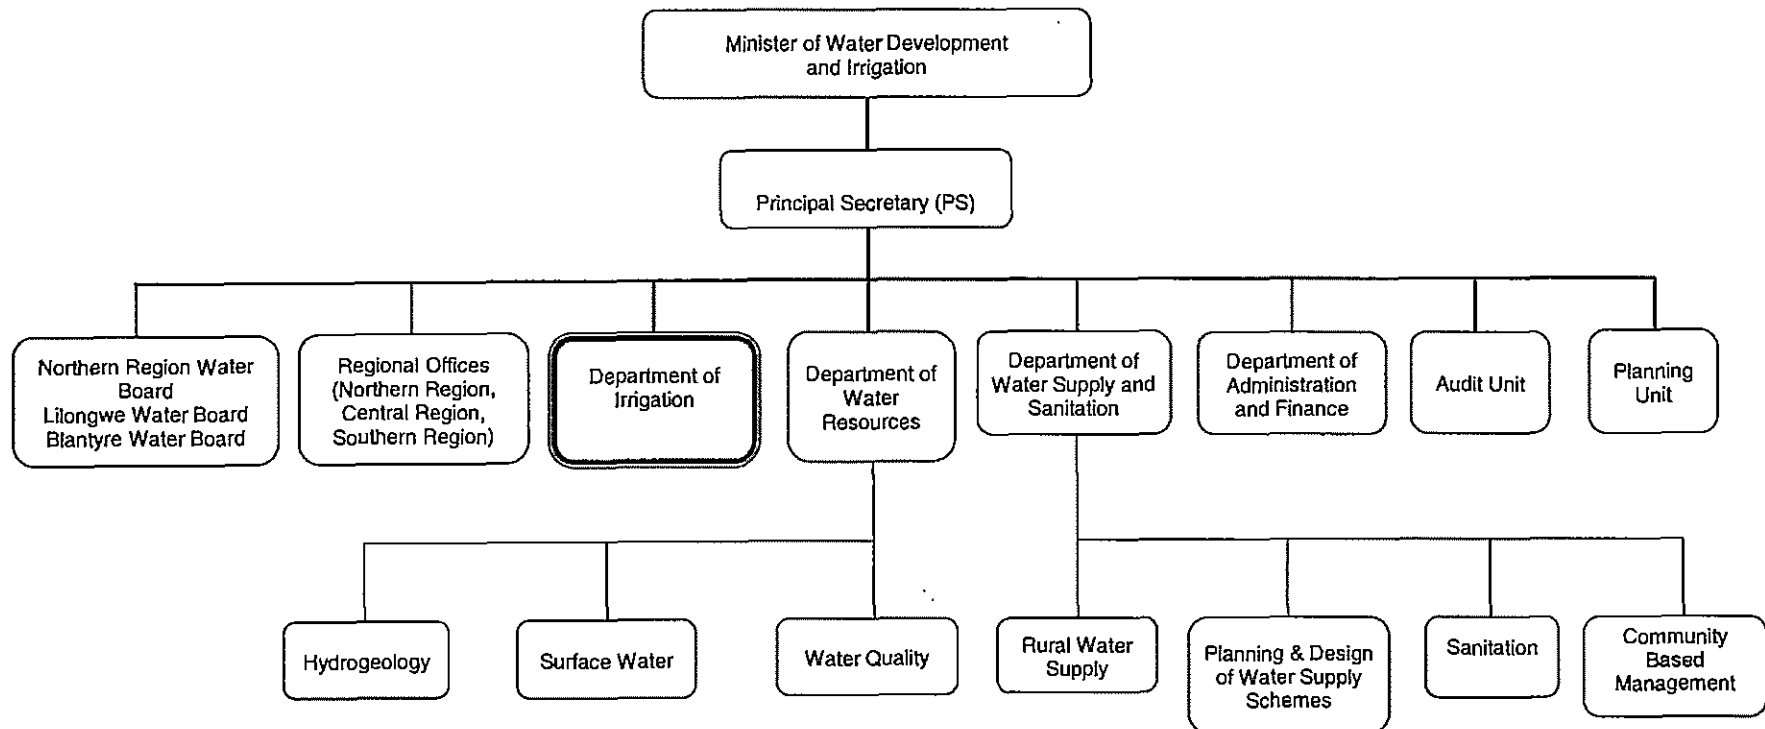 Minister of Water Development
and Irrigation
Principal Secretary (PS)
Northern Region Water
Board
Lilongwe Water Board
Blantyre Water Board
Regional Offices
(Northern Region,
Central Region,
Southern Region)
Department of
Irrigation
Department of
Water
Resources
Department of
Water Supply and
Sanitation
Department of
Administration
and Finance
Audit Unit
Planning
Unit
Hydrogeology
Surface Water
Water Quality
Rural Water
Supply
Planning & Design
of Water Supply
Schemes
Sanitation
Community
Based
Management